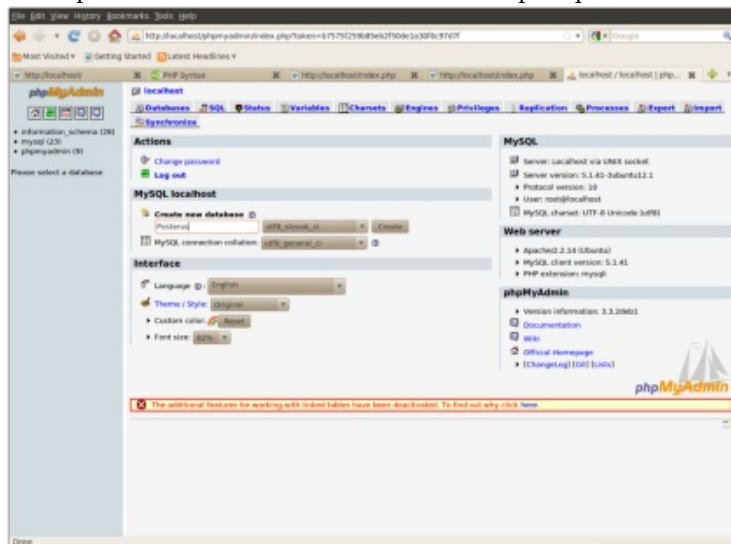 File Edit View History Bookmarks Tools Help
http://localhost/phpmyadmin/index.php?
Google
Most Visited Getting Started Latest Headlines
http://localhost/ PHP Syntax http://localhost/index.php http://localhost/index.php localhost / localhost | php...
phpMyAdmin
information_schema (28)
mysql (23)
phpmyadmin (9)
Please select a database
localhost
Databases SQL Status Variables Charsets Engines Privileges Replication Processes Export Import
Synchronize
Actions
Change password
Log out
MySQL localhost
Create new database
Posterus utf8_slovak_ci Create
MySQL connection collation: utf8_general_ci
Interface
Language : English
Theme / Style: Original
Custom color: Reset
Font size: 82%
MySQL
Server: Localhost via UNIX socket
Server version: 5.1.41-3ubuntu12.1
Protocol version: 10
User: root@localhost
MySQL charset: UTF-8 Unicode (utf8)
Web server
Apache/2.2.14 (Ubuntu)
MySQL client version: 5.1.41
PHP extension: mysqli
phpMyAdmin
Version information: 3.3.2deb1
Documentation
Wiki
Official Homepage
[ChangeLog] [Git] [Lists]
phpMyAdmin
The additional features for working with linked tables have been deactivated. To find out why click here.
Done